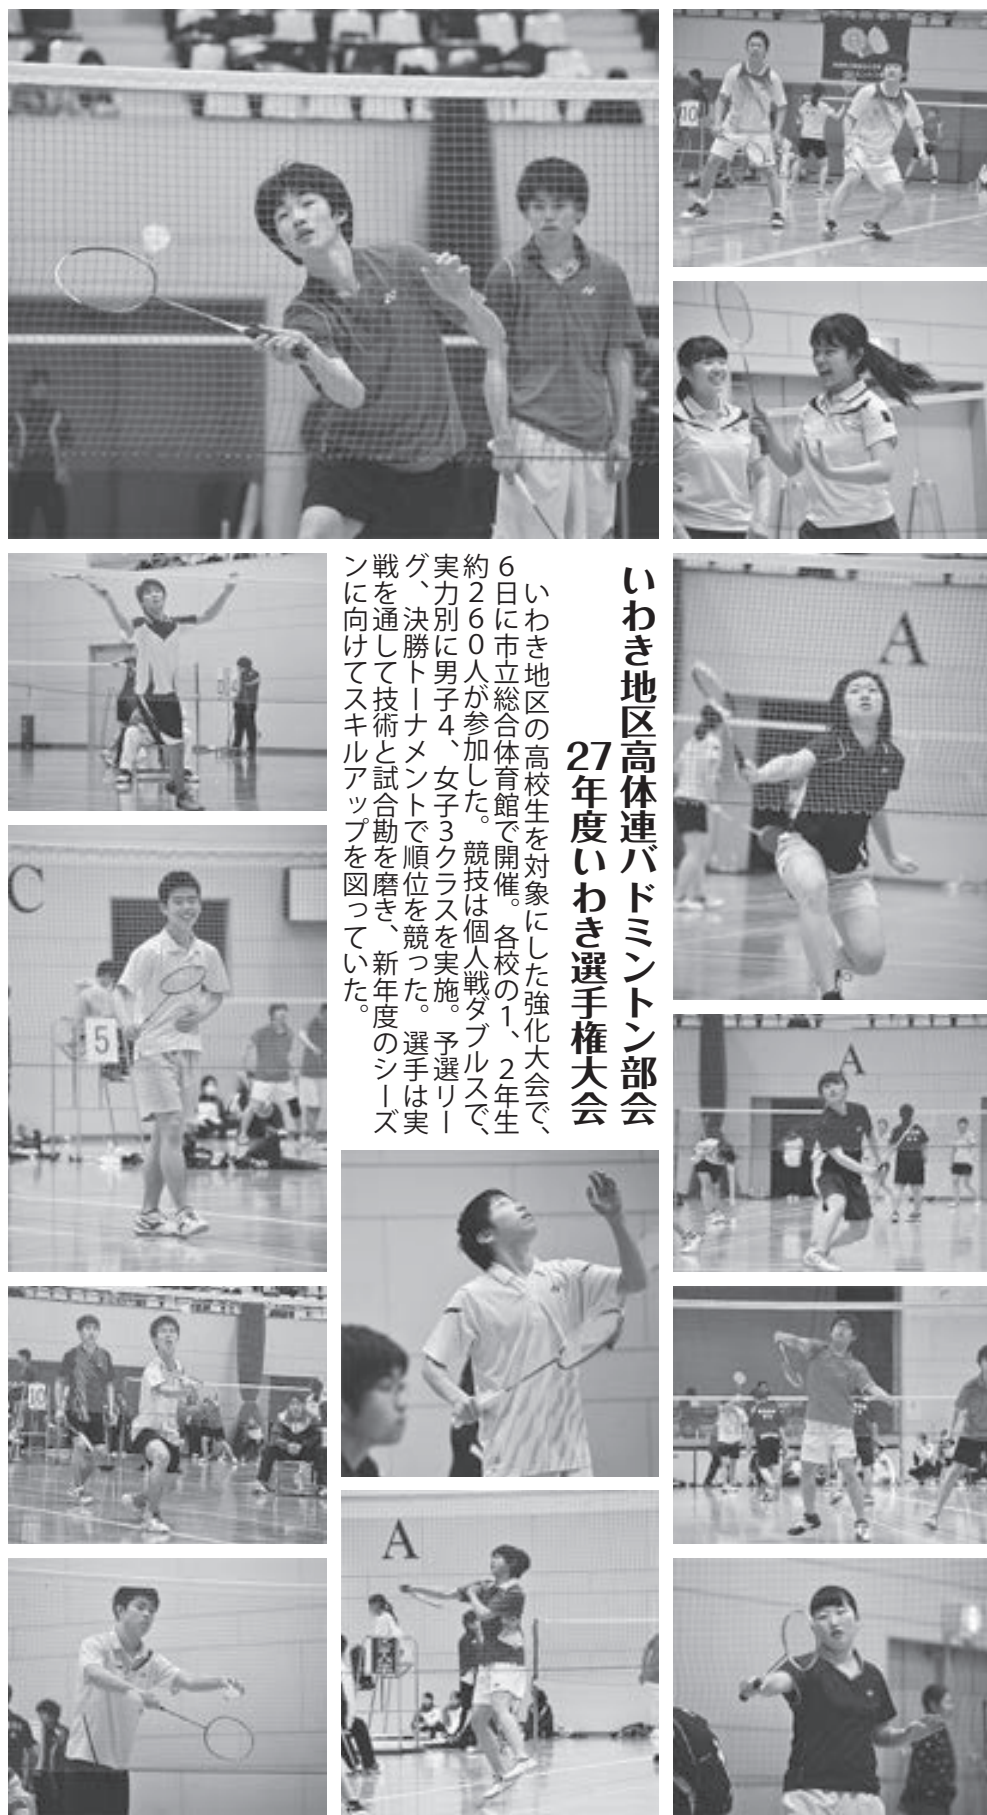 いわき地区高体連バドミントン部会
27年度いわき選手権大会
いわき地区の高校生を対象にした強化大会で、
6日に市立総合体育館で開催。各校の1、2年生
約260人が参加した。競技は個人戦ダブルスで、
実力別に男子4、女子3クラスを実施。予選リー
グ、決勝トーナメントで順位を競った。選手は実
戦を通して技術と試合勘を磨き、新年度のシーズ
ンに向けてスキルアップを図っていた。
A
A
C
5
A